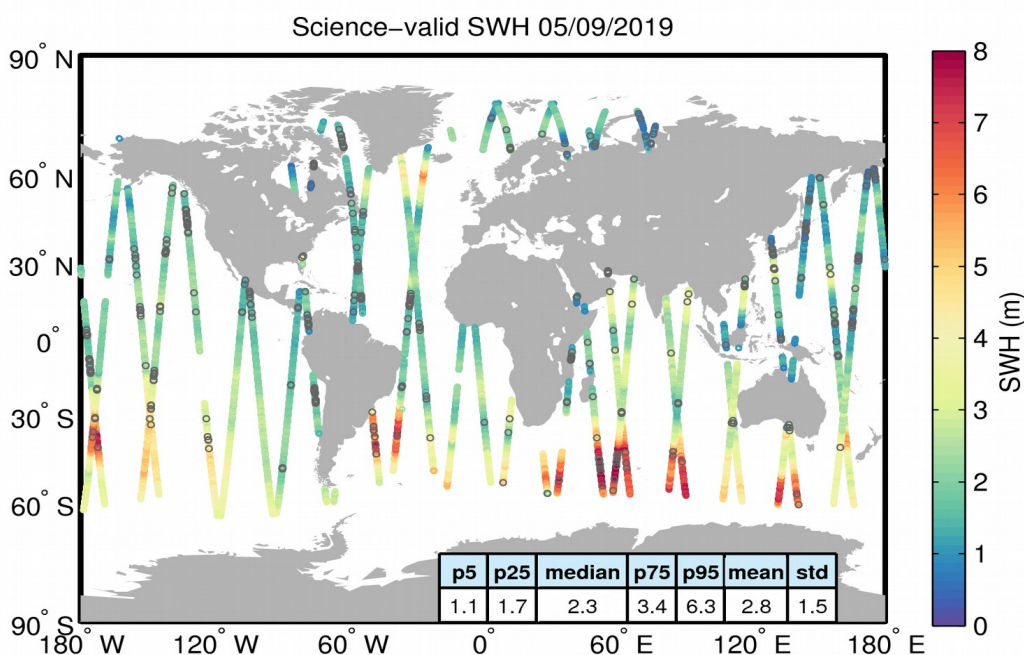 Science−valid SWH 05/09/2019
90° N
60° N
30° N
0°
30° S
60° S
90° S
180° W
120° W
60° W
0°
60° E
120° E
180° E
p5 p25 median p75 p95 mean std
1.1 1.7 2.3 3.4 6.3 2.8 1.5
8
7
6
5
4
3
2
1
0
SWH (m)